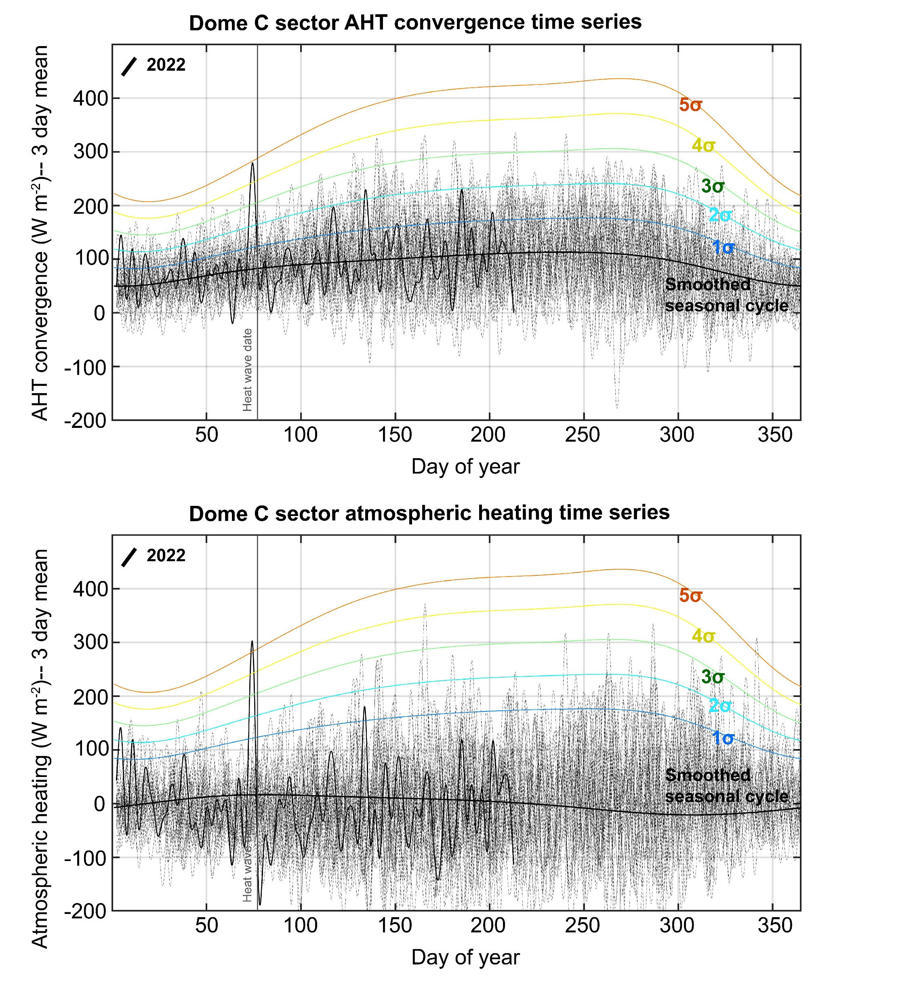 Dome C sector AHT convergence time series
AHT convergence (W m-2)-- 3 day mean
2022
400
300
200
100
0
-100
-200
5σ
4σ
3σ
2σ
1σ
Smoothed
seasonal cycle
Heat wave date
50 100 150 200 250 300 350
Day of year
Dome C sector atmospheric heating time series
Atmospheric heating (W m-2)-- 3 day mean
2022
400
300
200
100
0
-100
-200
5σ
4σ
3σ
2σ
1σ
Smoothed
seasonal cycle
Heat wave
50 100 150 200 250 300 350
Day of year